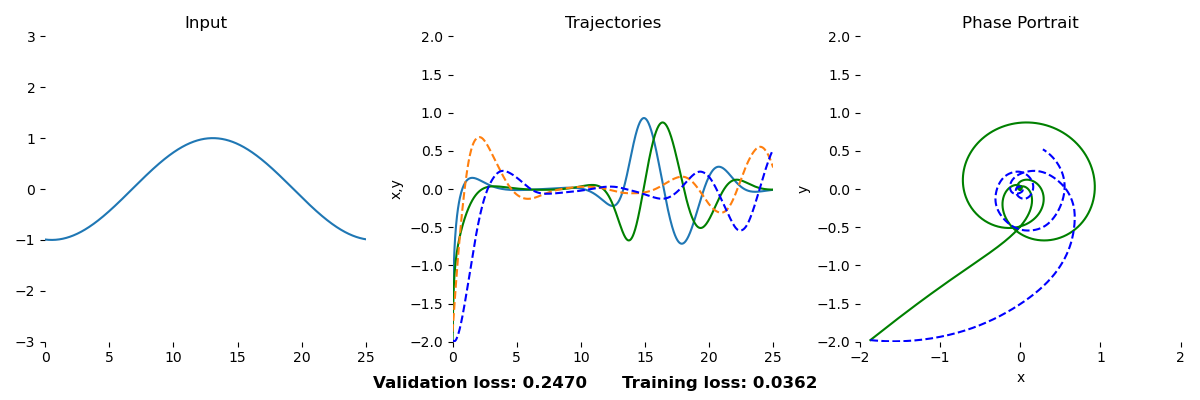 Input
3
2
1
0
−1
−2
−3
0 5 10 15 20 25
Trajectories
x,y
2.0
1.5
1.0
0.5
0.0
−0.5
−1.0
−1.5
−2.0
0 5 10 15 20 25
Phase Portrait
y
2.0
1.5
1.0
0.5
0.0
−0.5
−1.0
−1.5
−2.0
−2 −1 0 1 2
x
Validation loss: 0.2470 Training loss: 0.0362